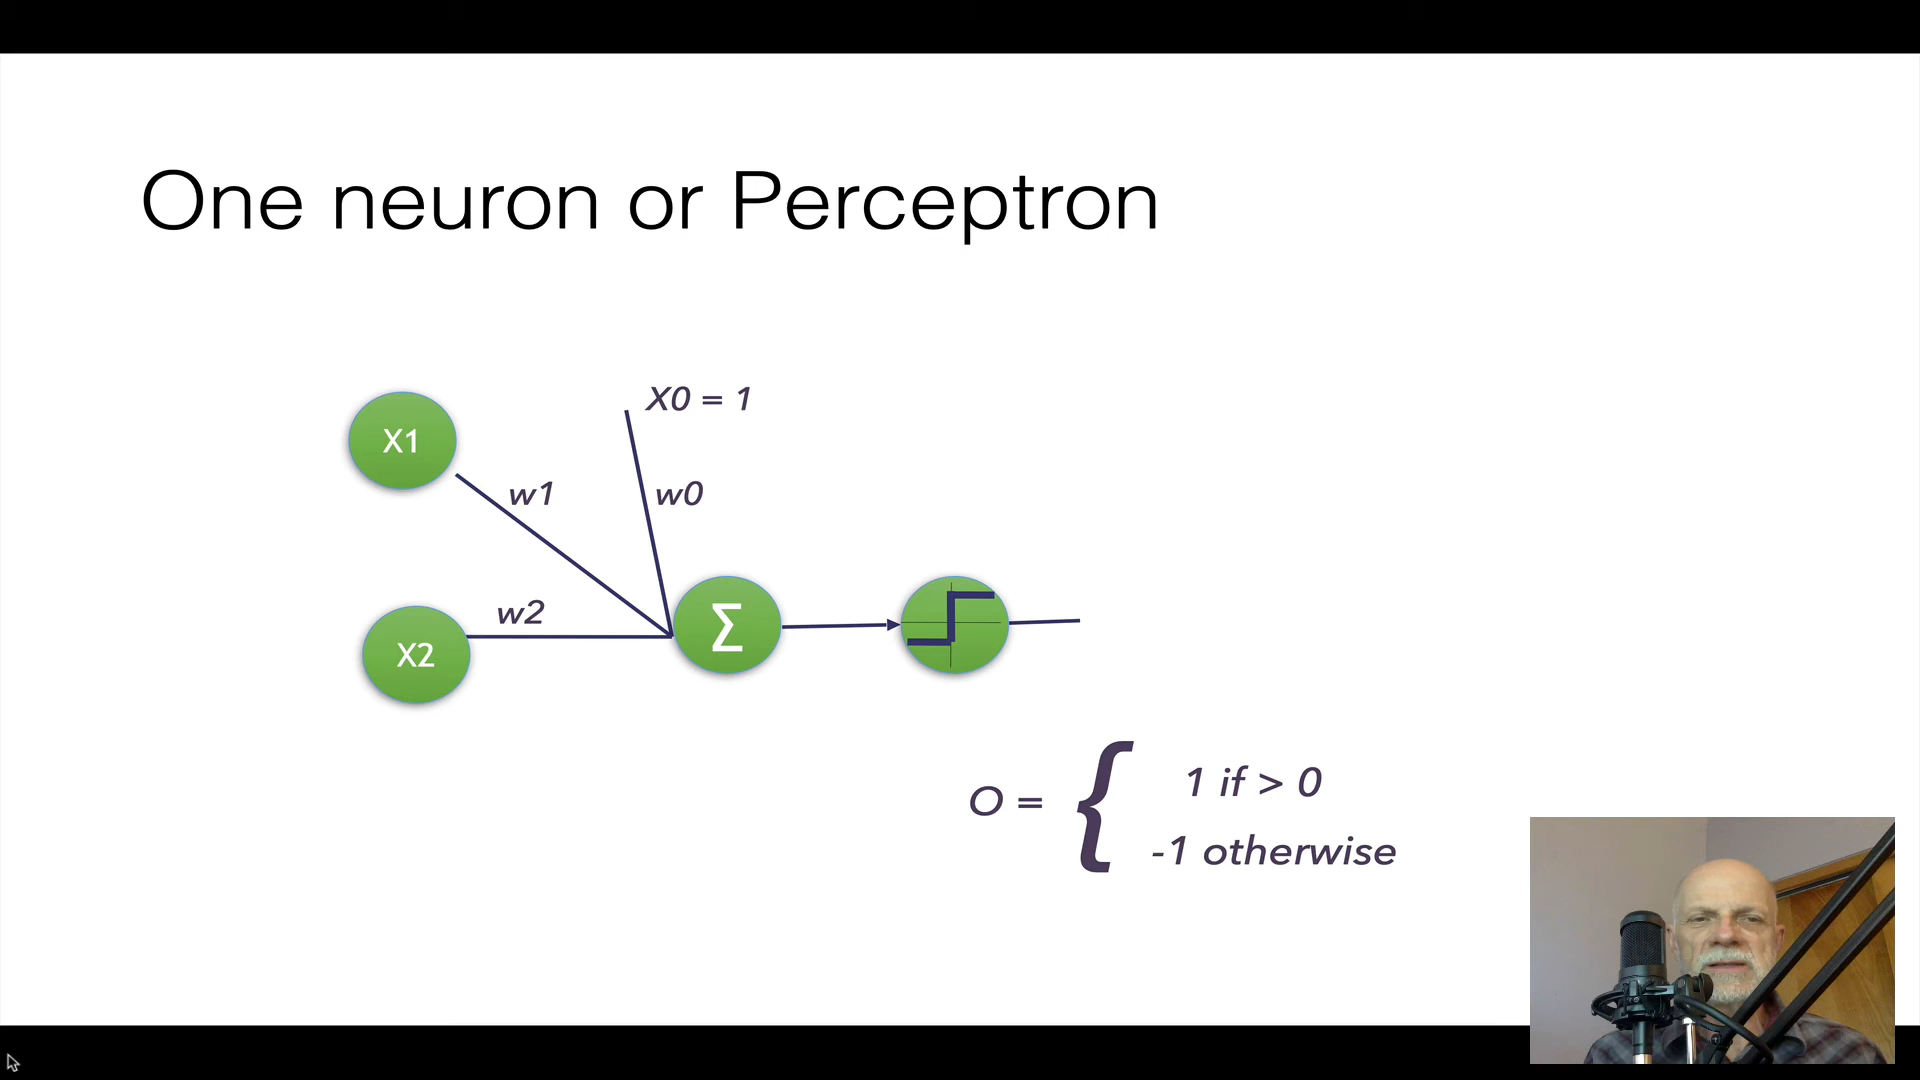 One neuron or Perceptron
X0 = 1
X1
w1
w0
w2
X2
Σ
O = { 1 if > 0
-1 otherwise